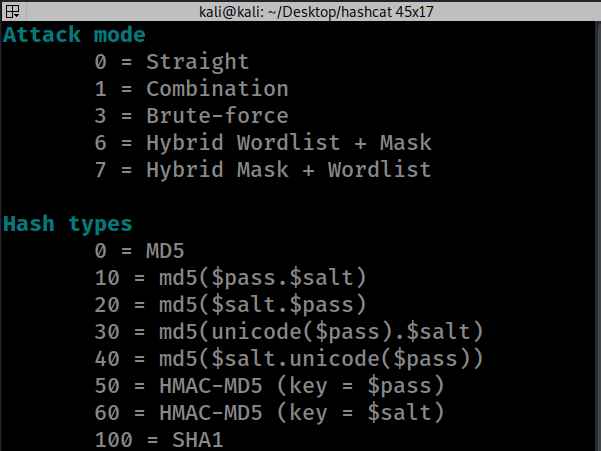 kali@kali: ~/Desktop/hashcat 45x17
Attack mode
0 = Straight
1 = Combination
3 = Brute-force
6 = Hybrid Wordlist + Mask
7 = Hybrid Mask + Wordlist
Hash types
0 = MD5
10 = md5($pass.$salt)
20 = md5($salt.$pass)
30 = md5(unicode($pass).$salt)
40 = md5($salt.unicode($pass))
50 = HMAC-MD5 (key = $pass)
60 = HMAC-MD5 (key = $salt)
100 = SHA1